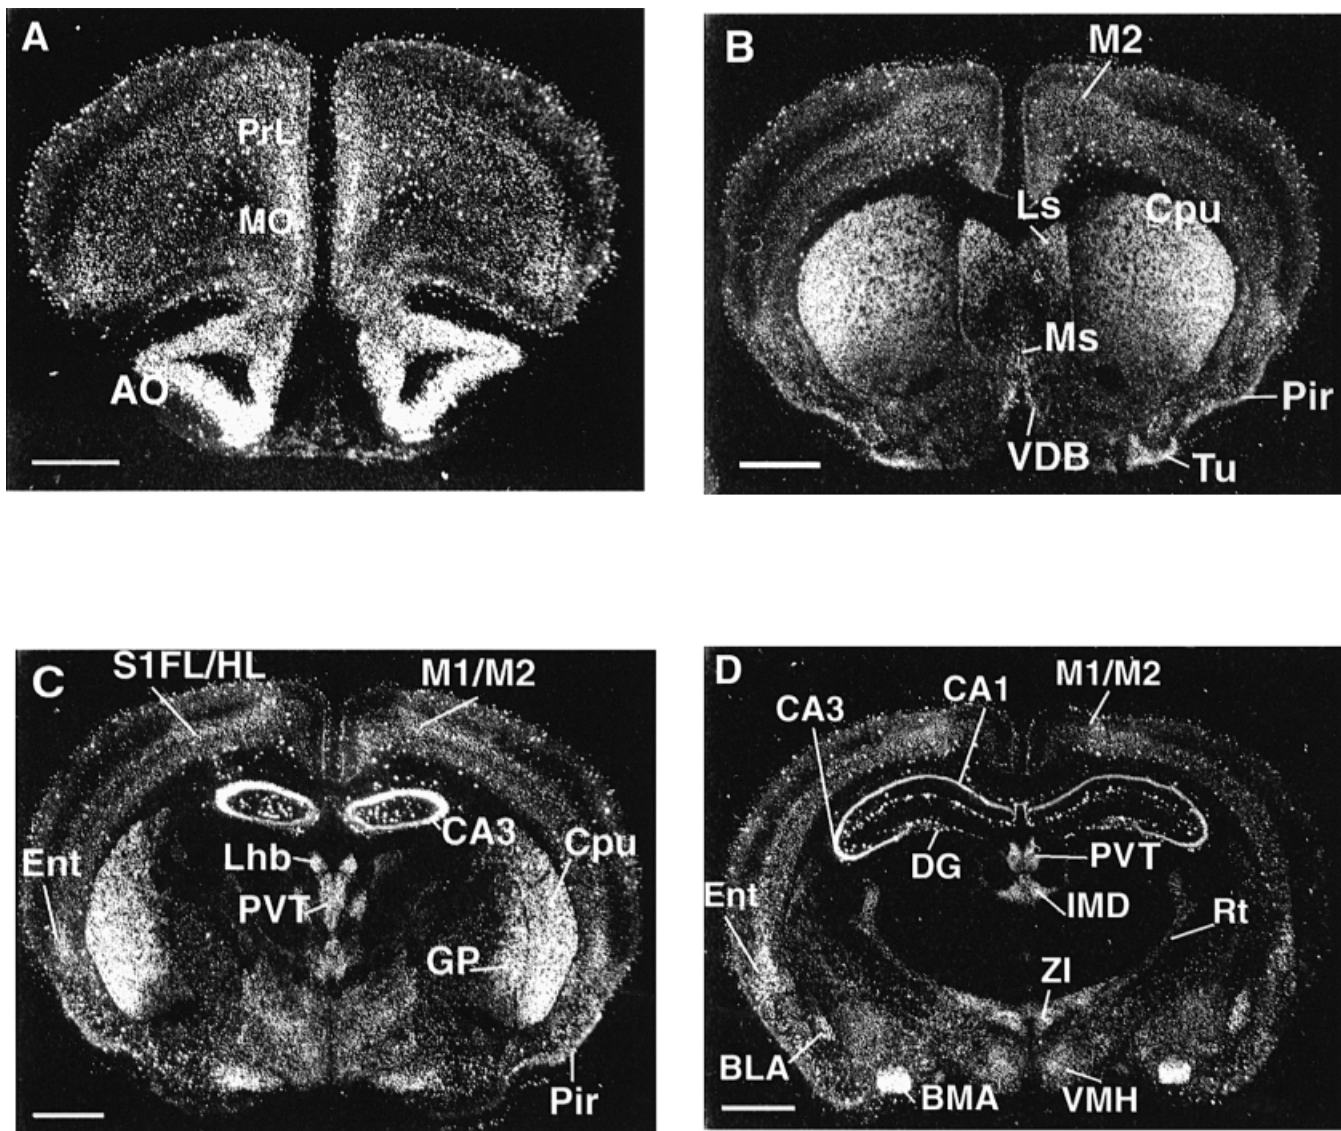 A
PrL
MO
AO
B
M2
Ls
Cpu
Ms
Pir
VDB
Tu
C
S1FL/HL
M1/M2
CA3
Ent
Lhb
Cpu
PVT
GP
Pir
D
CA1
M1/M2
CA3
DG
PVT
Ent
IMD
Rt
ZI
BLA
BMA
VMH